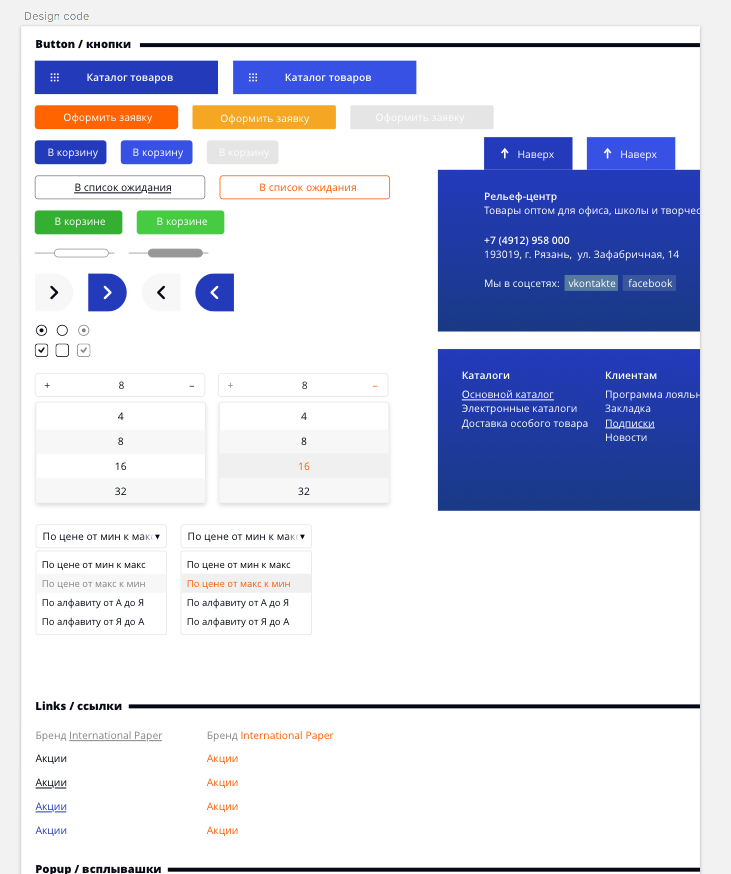 Design code
Button / кнопки
Каталог товаров
Каталог товаров
Оформить заявку
Оформить заявку
Оформить заявку
В корзину
В корзину
В корзину
В список ожидания
В список ожидания
В корзине
В корзине
Наверх
Наверх
Рельеф-центр
Товары оптом для офиса, школы и творчес
+7 (4912) 958 000
193019, г. Рязань, ул. Зафабричная, 14
Мы в соцсетях: vkontakte facebook
+ 8 –
4
8
16
32
+ 8 –
4
8
16
32
Каталоги
Основной каталог
Электронные каталоги
Доставка особого товара
Клиентам
Программа лоялы
Закладка
Подписки
Новости
По цене от мин к макс
По цене от мин к макс
По цене от макс к мин
По алфавиту от А до Я
По алфавиту от Я до А
По цене от мин к макс
По цене от мин к макс
По цене от макс к мин
По алфавиту от А до Я
По алфавиту от Я до А
Links / ссылки
Бренд International Paper
Акции
Акции
Акции
Акции
Бренд International Paper
Акции
Акции
Акции
Акции
Popup / всплывашки